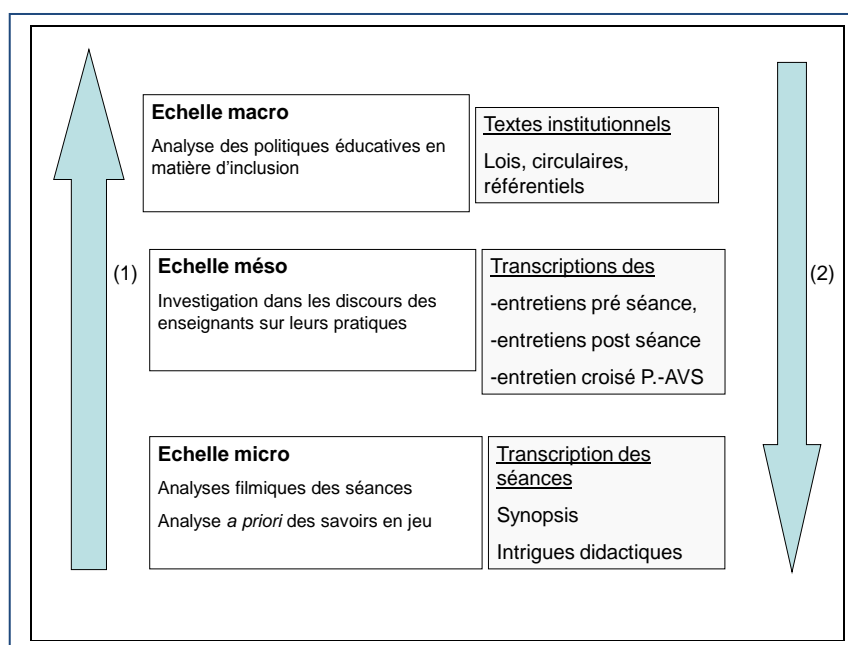 Echelle macro
Analyse des politiques éducatives en
matière d’inclusion
Textes institutionnels
Lois, circulaires,
référentiels
(1)
Echelle méso
Investigation dans les discours des
enseignants sur leurs pratiques
Transcriptions des
-entretiens pré séance,
-entretiens post séance
-entretien croisé P.-AVS
(2)
Echelle micro
Analyses filmiques des séances
Analyse a priori des savoirs en jeu
Transcription des
séances
Synopsis
Intrigues didactiques